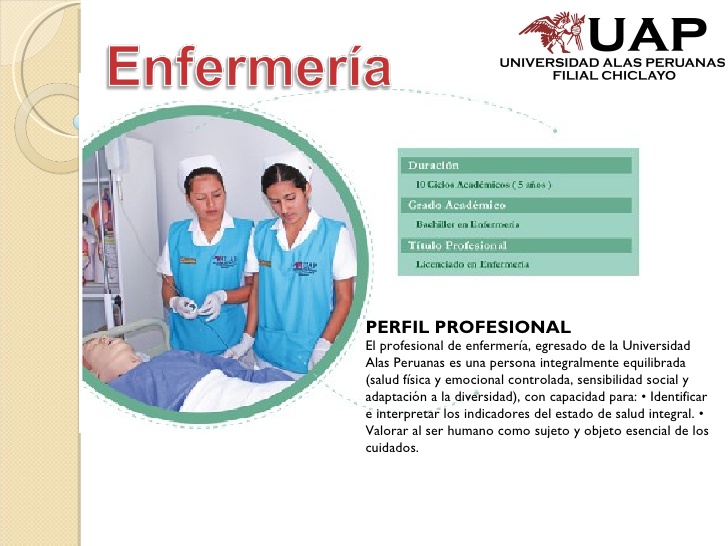 Enfermería
UAP
UNIVERSIDAD ALAS PERUANAS
FILIAL CHICLAYO
Duración
10 Ciclos Académicos ( 5 años )
Grado Académico
Bachiller en Enfermería
Título Profesional
Licenciado en Enfermería
UAP
UAP
PERFIL PROFESIONAL
El profesional de enfermería, egresado de la Universidad
Alas Peruanas es una persona integralmente equilibrada
(salud física y emocional controlada, sensibilidad social y
adaptación a la diversidad), con capacidad para: • Identificar
e interpretar los indicadores del estado de salud integral. •
Valorar al ser humano como sujeto y objeto esencial de los
cuidados.